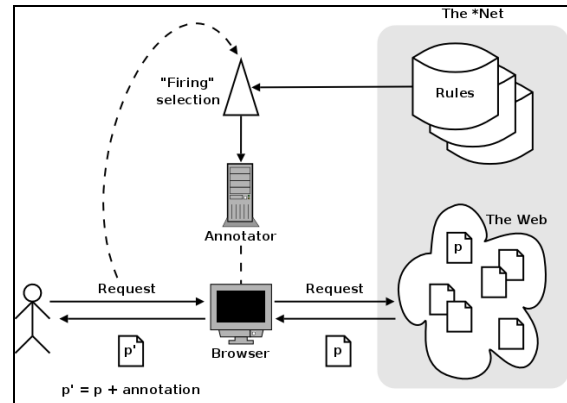 The *Net
"Firing"
selection
Rules
Annotator
The Web
p
Request
Request
p'
Browser
p
p' = p + annotation